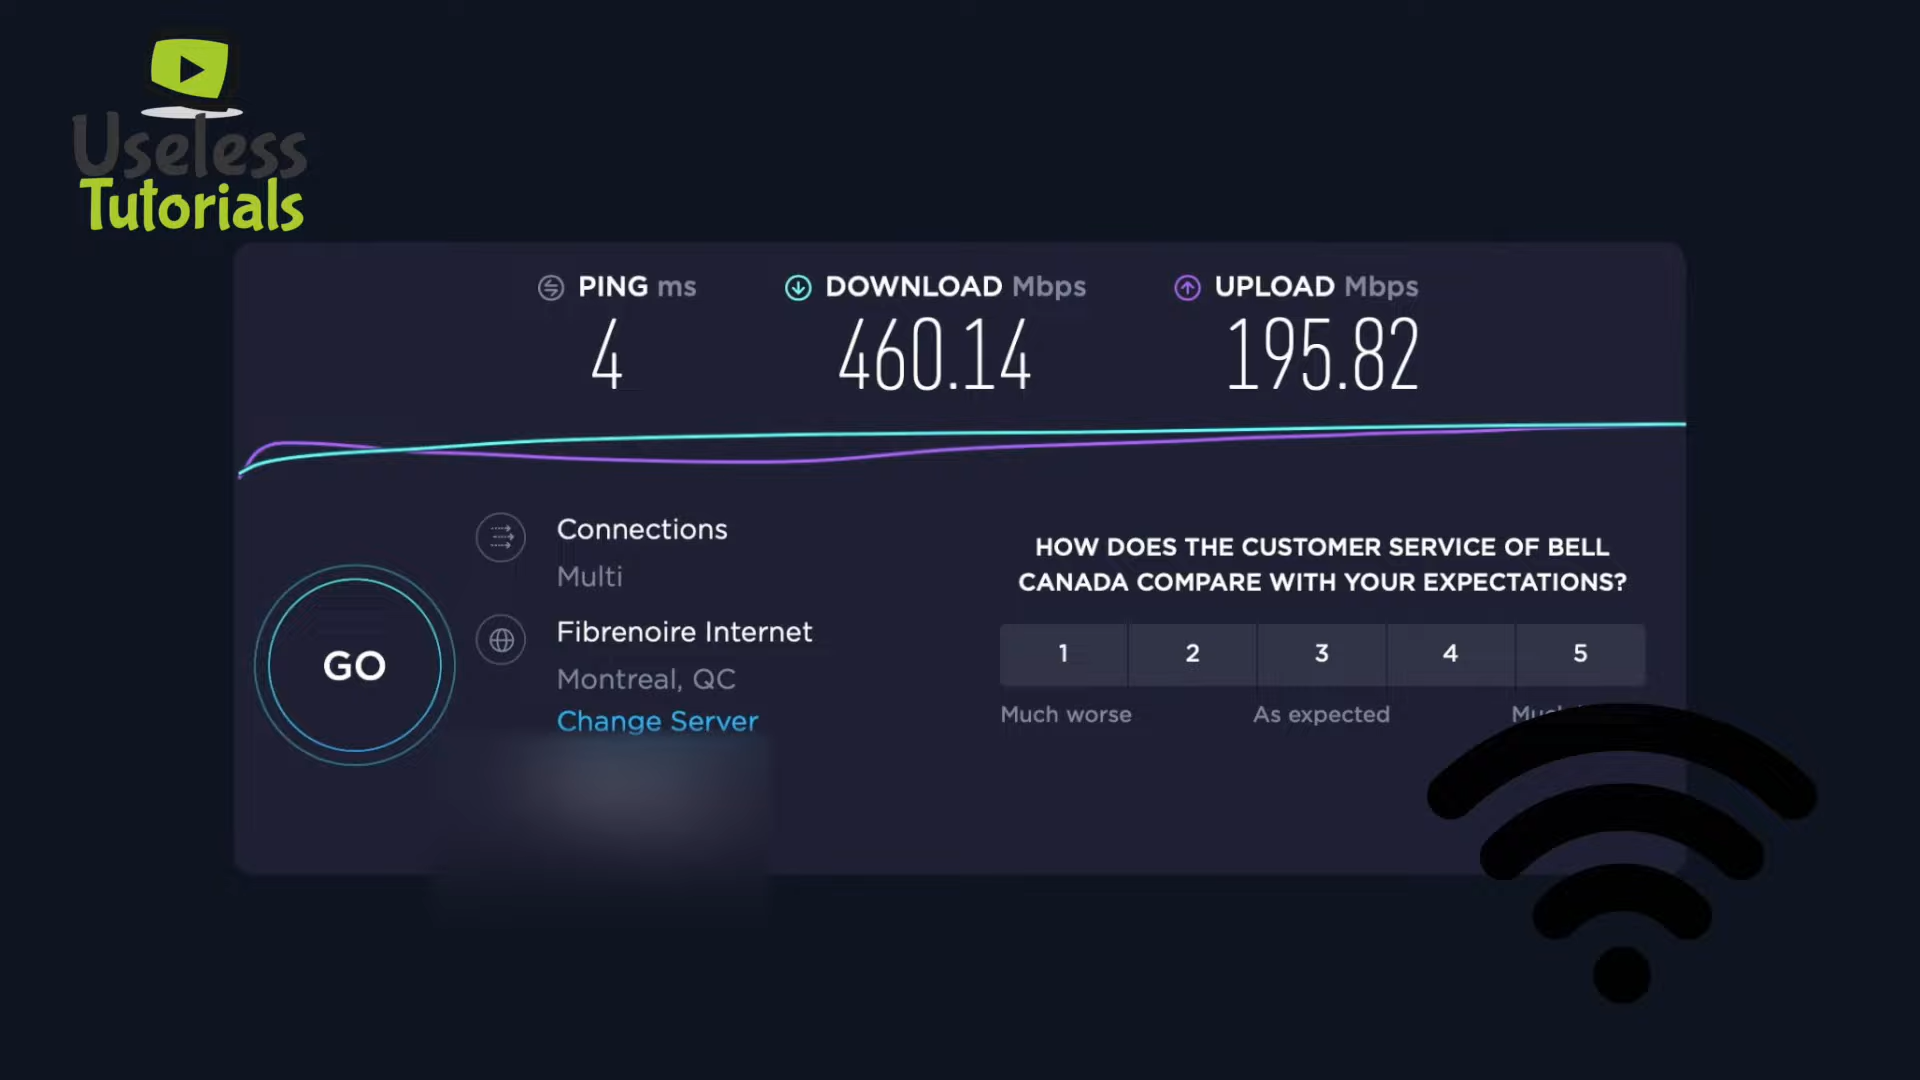 Useless
Tutorials
PING ms
4
DOWNLOAD Mbps
460.14
UPLOAD Mbps
195.82
GO
Connections
Multi
Fibrenoire Internet
Montreal, QC
Change Server
HOW DOES THE CUSTOMER SERVICE OF BELL
CANADA COMPARE WITH YOUR EXPECTATIONS?
1 2 3 4 5
Much worse As expected